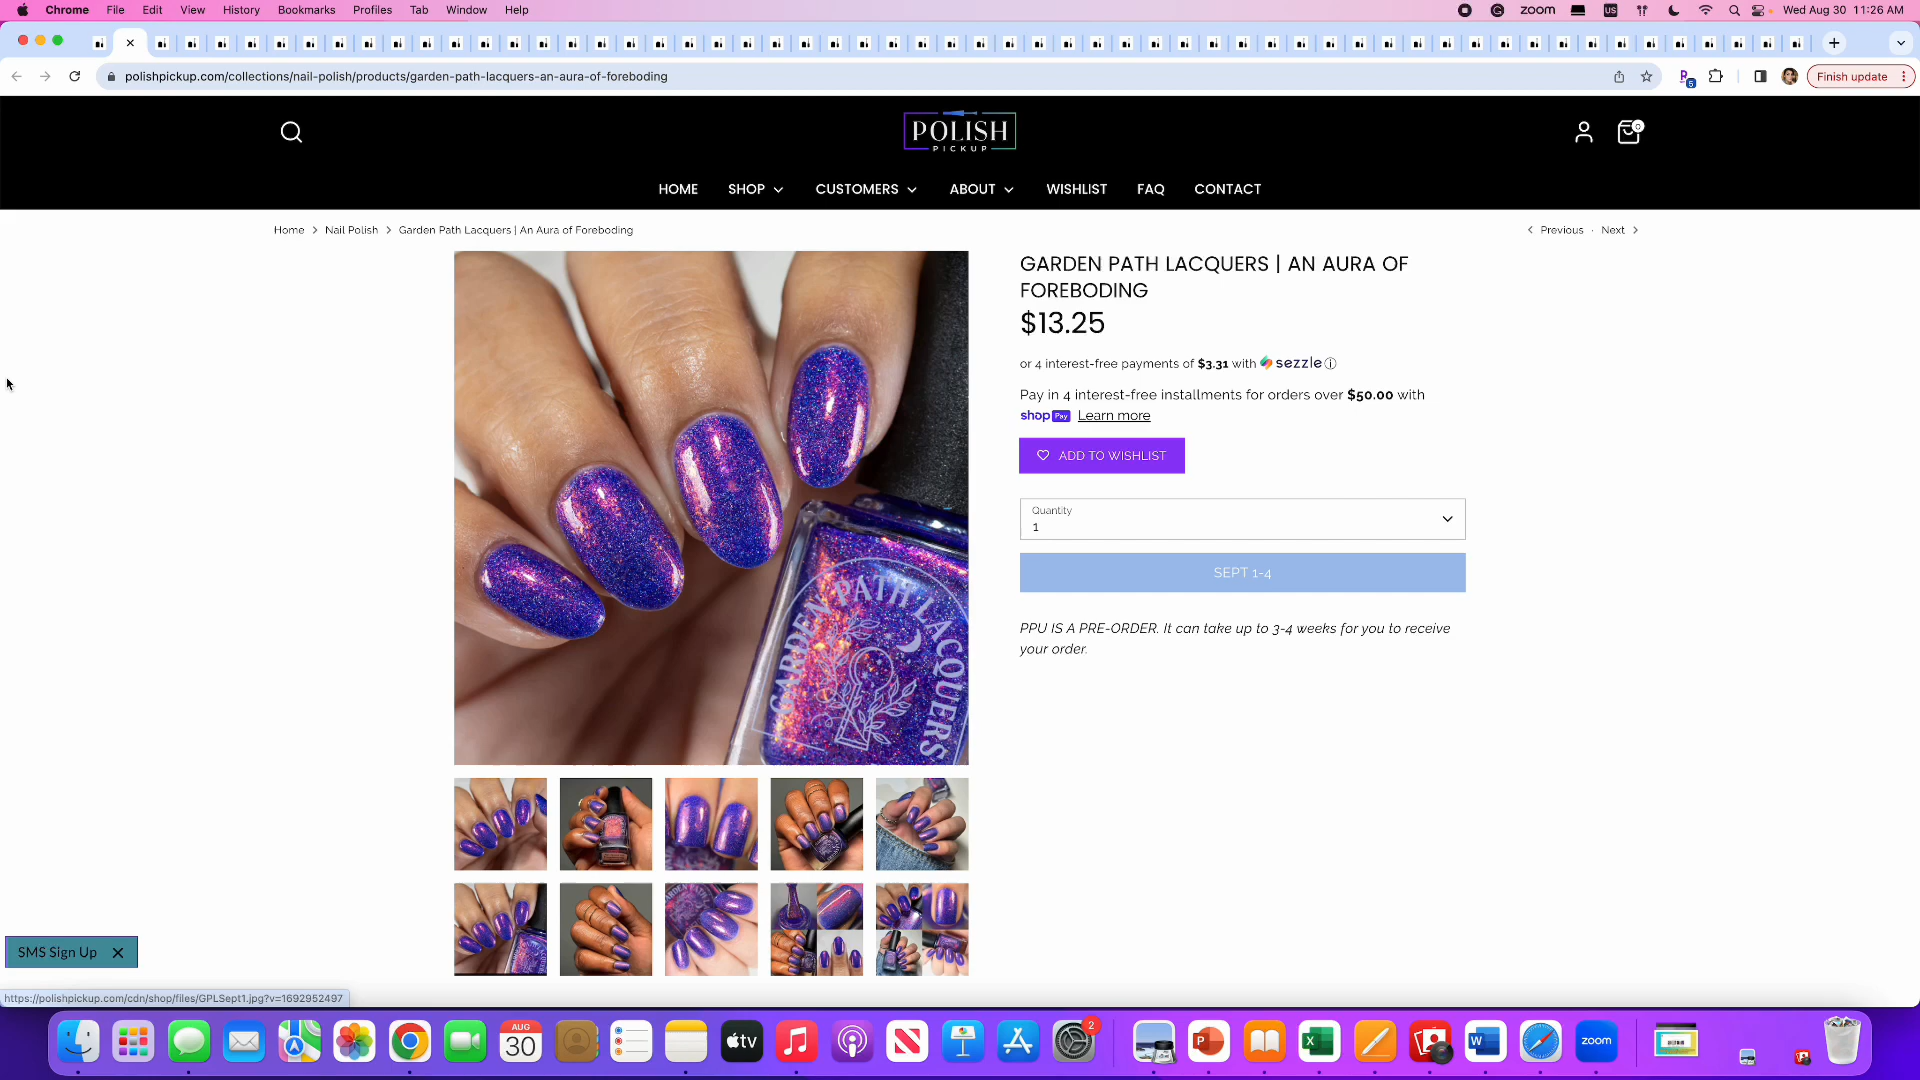 Chrome File Edit View History Bookmarks Profiles Tab Window Help
zoom US Wed Aug 30 11:26 AM
polishpickup.com/collections/nail-polish/products/garden-path-lacquers-an-aura-of-foreboding
5
Finish update
POLISH
PICKUP
0
HOME SHOP CUSTOMERS ABOUT WISHLIST FAQ CONTACT
Home > Nail Polish > Garden Path Lacquers | An Aura of Foreboding
< Previous · Next >
GARDEN PATH LACQUERS | AN AURA OF
FOREBODING
$13.25
or 4 interest-free payments of $3.31 with sezzle
Pay in 4 interest-free installments for orders over $50.00 with
shop Pay Learn more
ADD TO WISHLIST
Quantity
1
SEPT 1-4
PPU IS A PRE-ORDER. It can take up to 3-4 weeks for you to receive
your order.
GARDEN PATH LACQUERS
SMS Sign Up
https://polishpickup.com/cdn/shop/files/GPLSept1.jpg?v=1692952497
AUG
30
tv
2
P
X
W
zoom